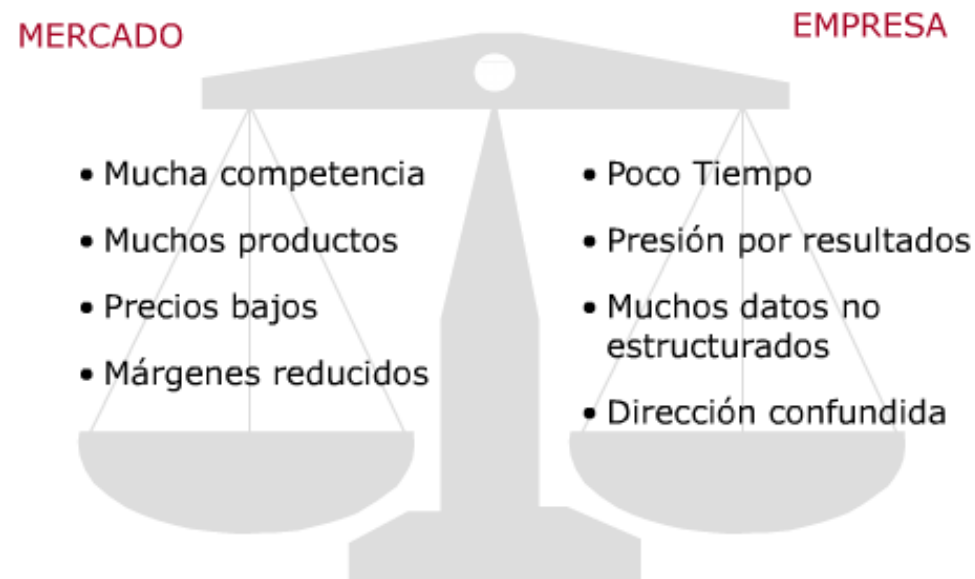 MERCADO
• Mucha competencia
• Muchos productos
• Precios bajos
• Márgenes reducidos
EMPRESA
• Poco Tiempo
• Presión por resultados
• Muchos datos no
estructurados
• Dirección confundida